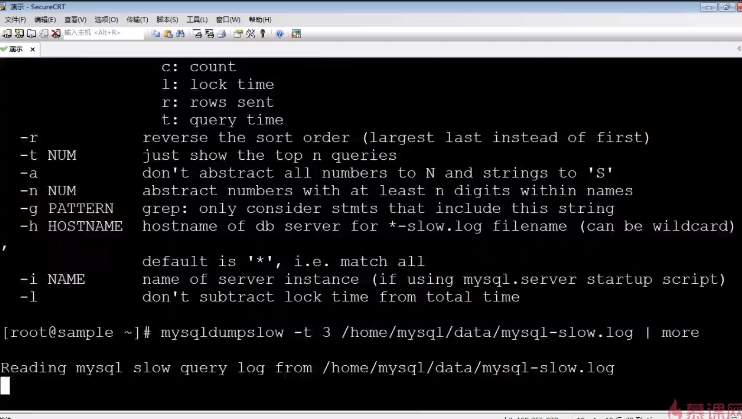 演示 - SecureCRT
文件(F) 编辑(E) 查看(V) 选项(O) 传输(T) 脚本(S) 工具(L) 窗口(W) 帮助(H)
输入主机 <Alt+R>
演示
c: count
l: lock time
r: rows sent
t: query time
-r reverse the sort order (largest last instead of first)
-t NUM just show the top n queries
-a don't abstract all numbers to N and strings to 'S'
-n NUM abstract numbers with at least n digits within names
-g PATTERN grep: only consider stmts that include this string
-h HOSTNAME hostname of db server for *-slow.log filename (can be wildcard)
,
default is '*', i.e. match all
-i NAME name of server instance (if using mysql.server startup script)
-l don't subtract lock time from total time
[root@sample ~]# mysqldumpslow -t 3 /home/mysql/data/mysql-slow.log | more
Reading mysql slow query log from /home/mysql/data/mysql-slow.log
慕课网